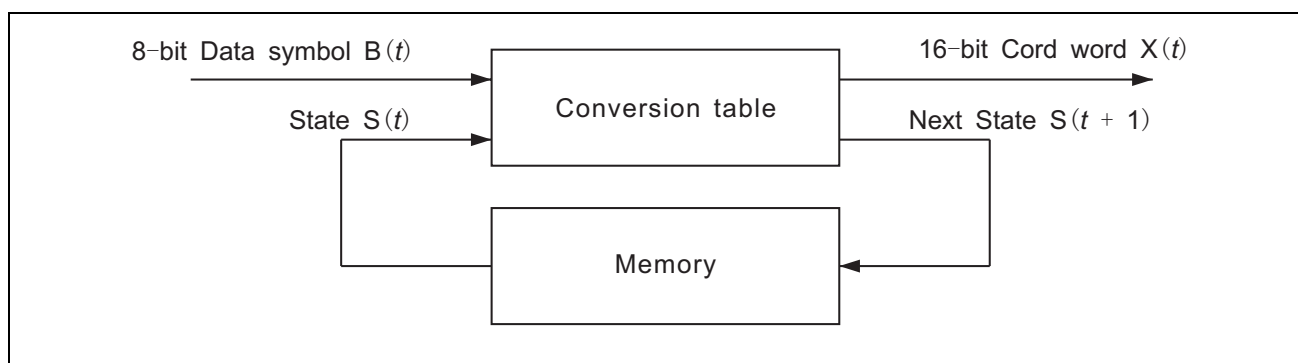 8-bit Data symbol B(t)
16-bit Cord word X(t)
Conversion table
State S(t)
Next State S(t + 1)
Memory